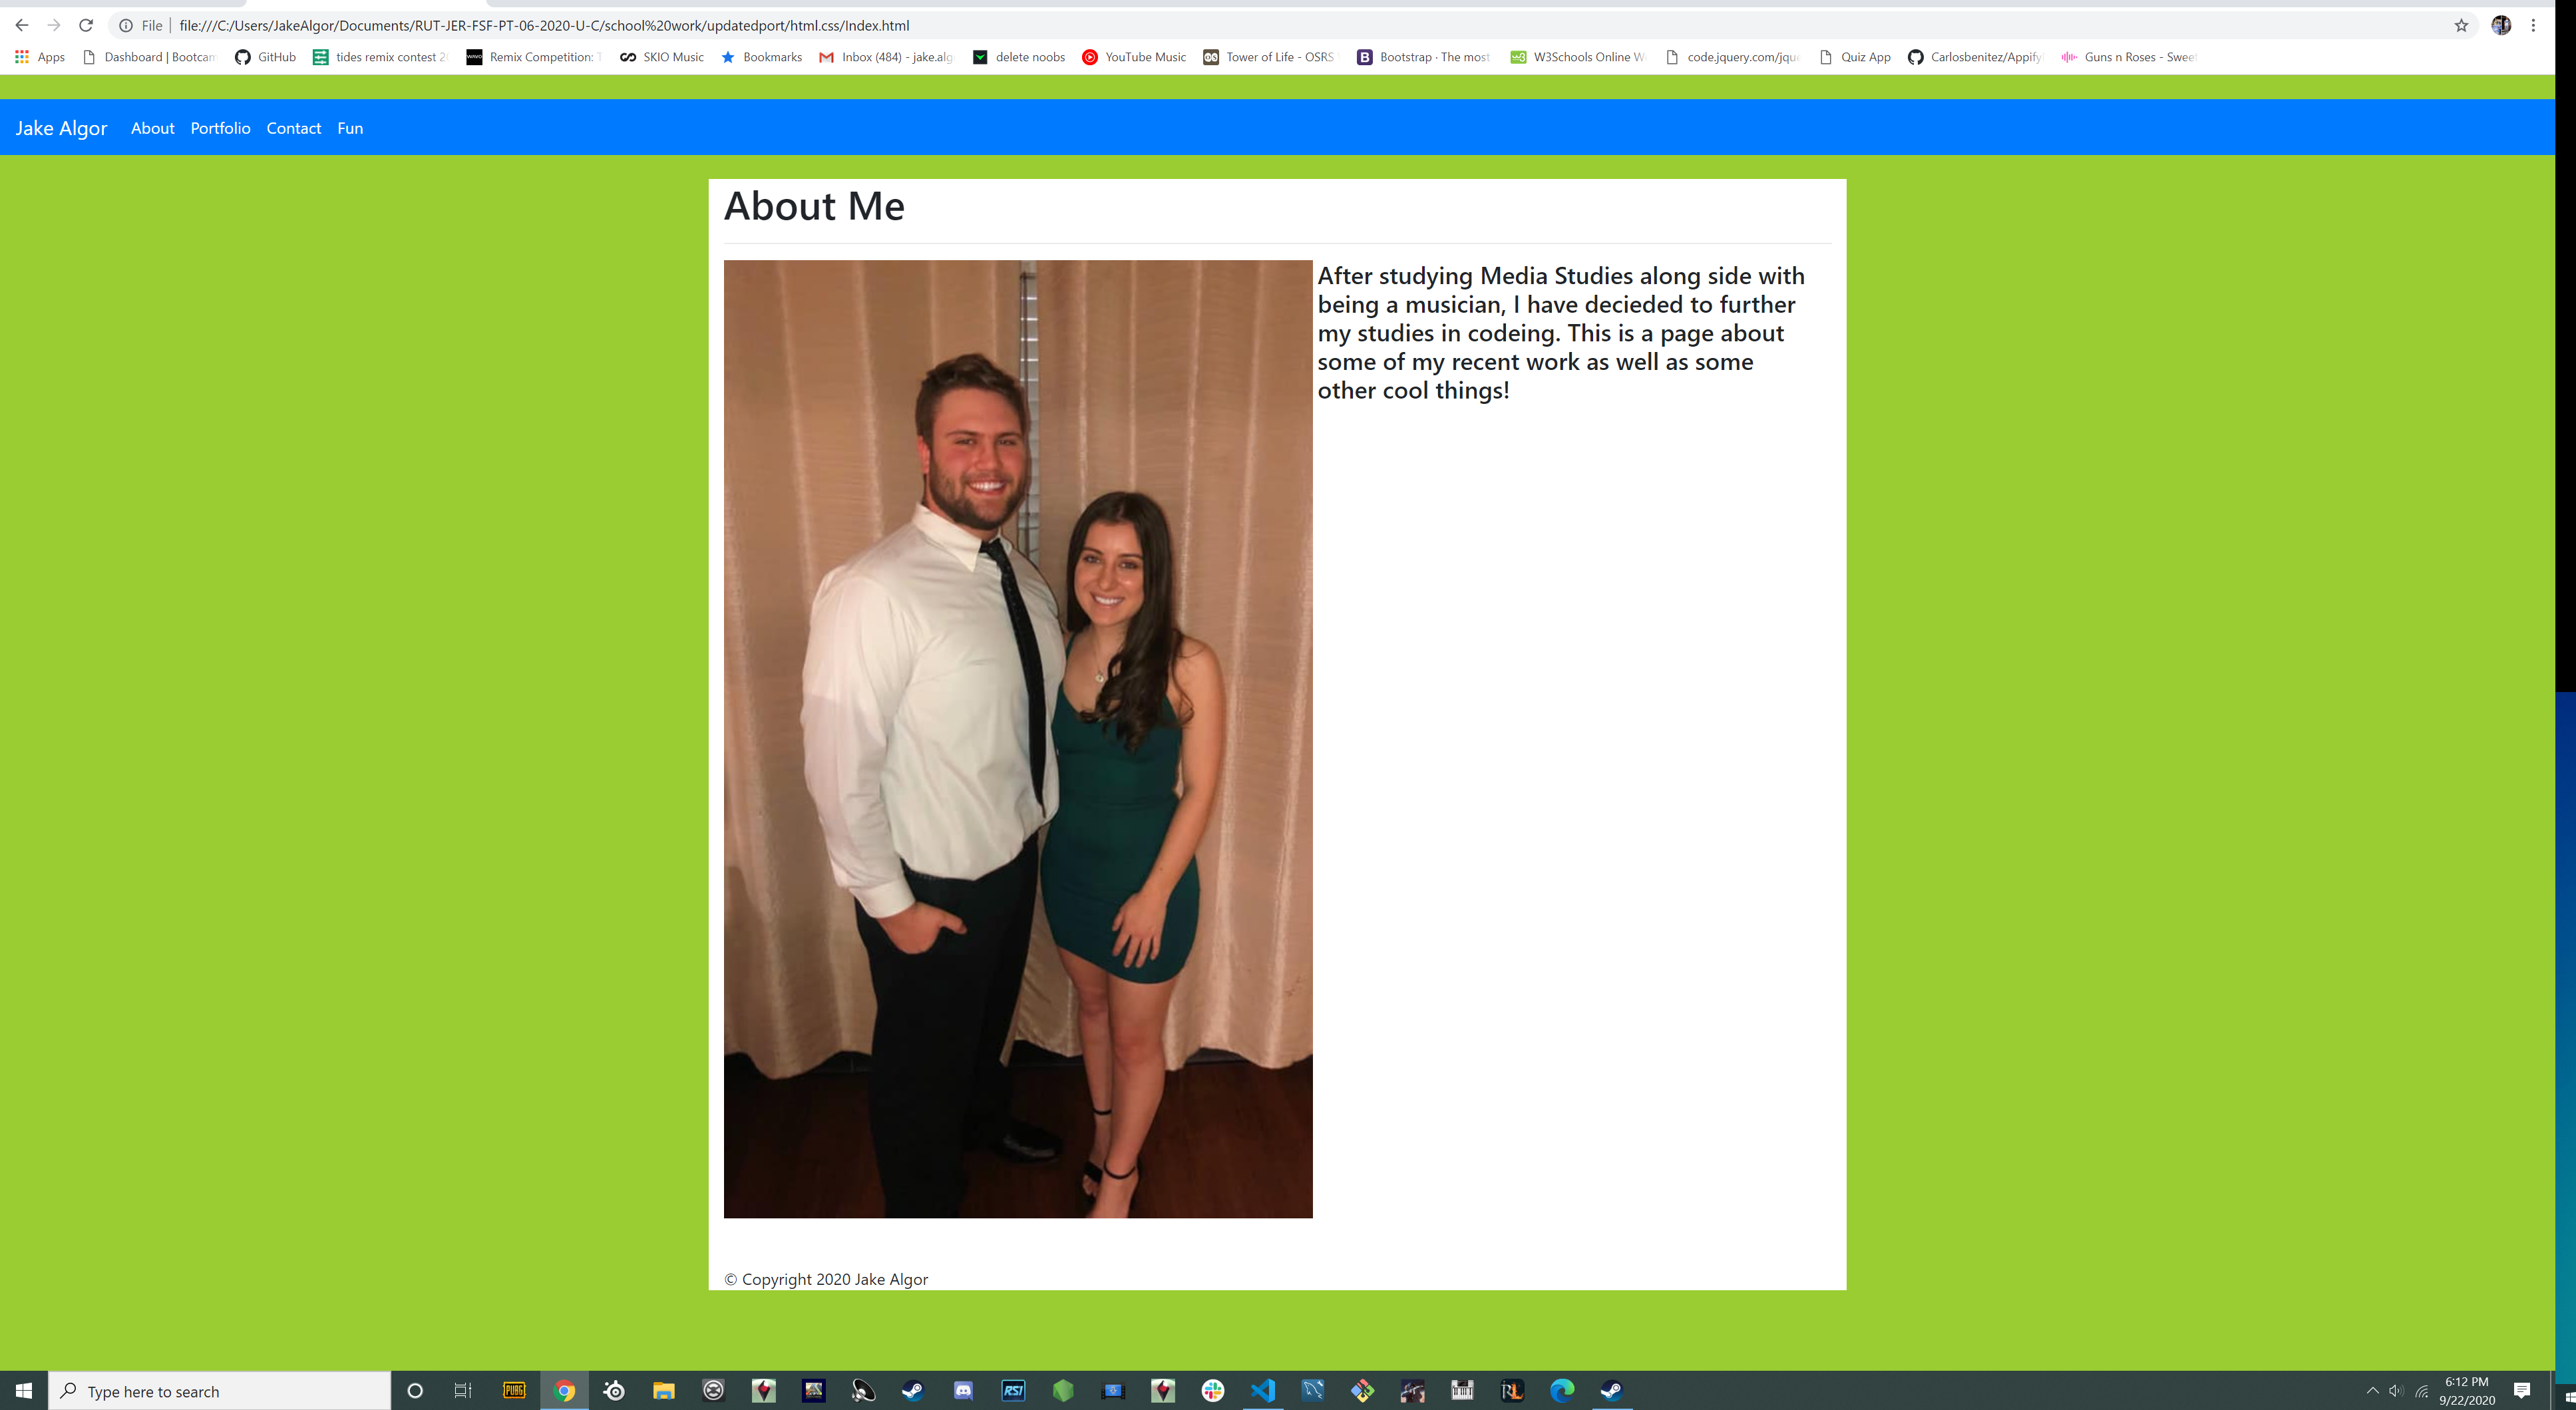 File | file:///C:/Users/JakeAlgor/Documents/RUT-JER-FSF-PT-06-2020-U-C/school%20work/updatedport/html.css/Index.html
Apps Dashboard | Bootcam GitHub tides remix contest 2 Remix Competition: SKIO Music Bookmarks Inbox (484) - jake.alg delete noobs YouTube Music Tower of Life - OSRS Bootstrap · The most W3Schools Online W code.jquery.com/jque Quiz App Carlosbenitez/Appify Guns n Roses - Sweet
Jake Algor About Portfolio Contact Fun
About Me
After studying Media Studies along side with
being a musician, I have decieded to further
my studies in codeing. This is a page about
some of my recent work as well as some
other cool things!
© Copyright 2020 Jake Algor
Type here to search
PUBG
RSI
RL
6:12 PM
9/22/2020